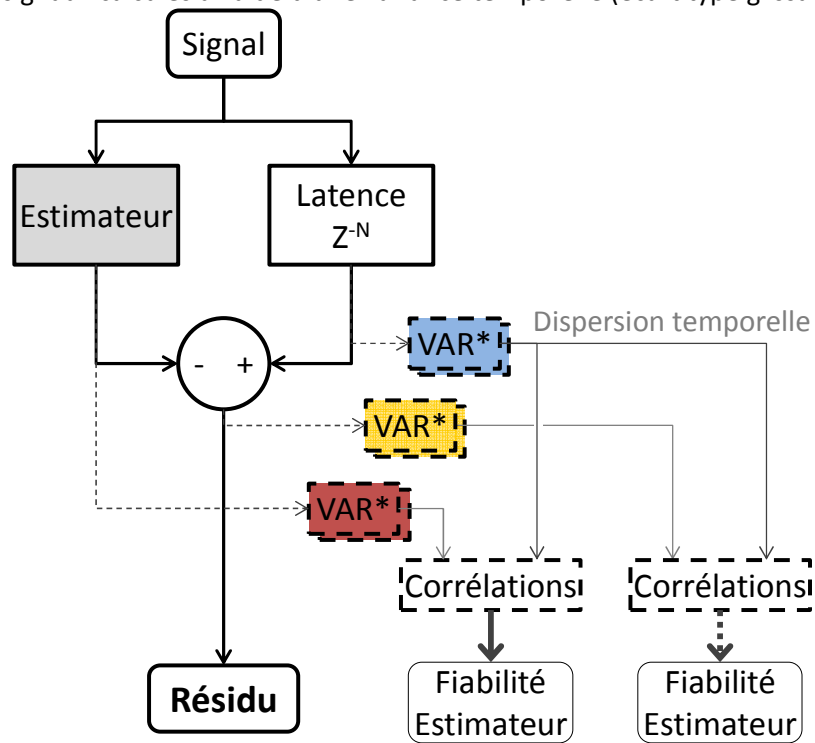 Signal
Estimateur
Latence
Z-N
Dispersion temporelle
- +
VAR*
VAR*
VAR*
Corrélations
Corrélations
Résidu
Fiabilité
Estimateur
Fiabilité
Estimateur